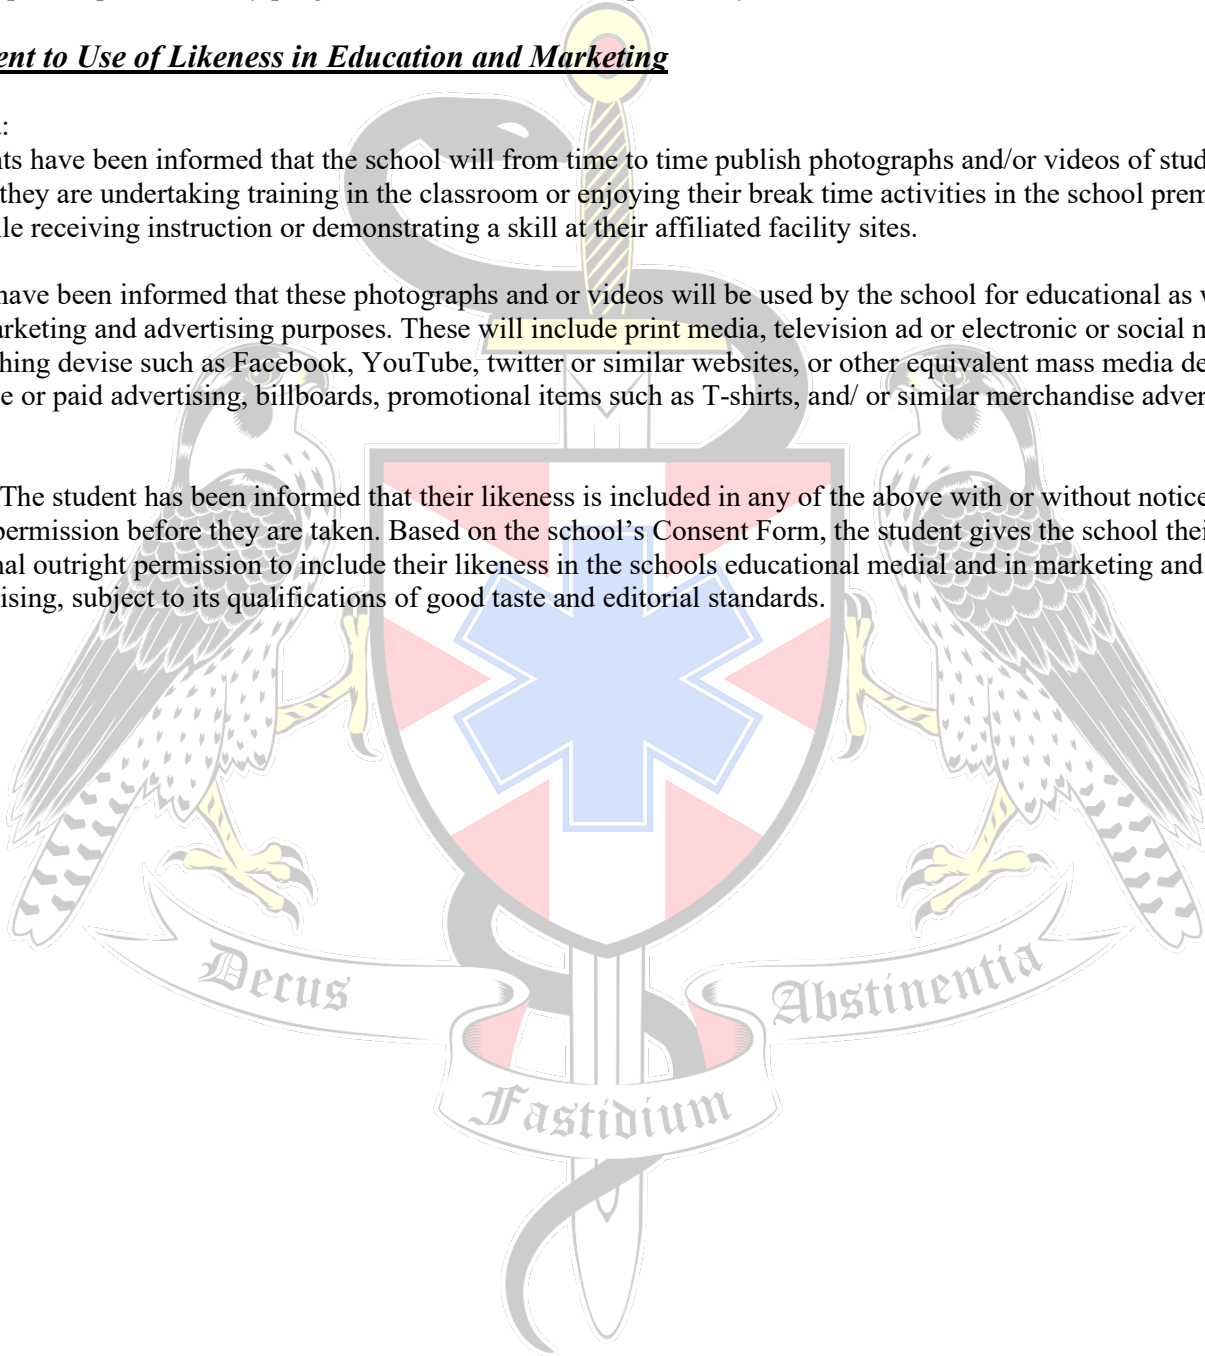 ent to Use of Likeness in Education and Marketing
:
nts have been informed that the school will from time to time publish photographs and/or videos of stud
they are undertaking training in the classroom or enjoying their break time activities in the school prem
le receiving instruction or demonstrating a skill at their affiliated facility sites.
have been informed that these photographs and or videos will be used by the school for educational as w
arketing and advertising purposes. These will include print media, television ad or electronic or social m
hing devise such as Facebook, YouTube, twitter or similar websites, or other equivalent mass media de
e or paid advertising, billboards, promotional items such as T-shirts, and/ or similar merchandise adver
The student has been informed that their likeness is included in any of the above with or without notice
permission before they are taken. Based on the school’s Consent Form, the student gives the school thei
nal outright permission to include their likeness in the schools educational medial and in marketing and
ising, subject to its qualifications of good taste and editorial standards.
Decus
Abstinentia
Fastidium